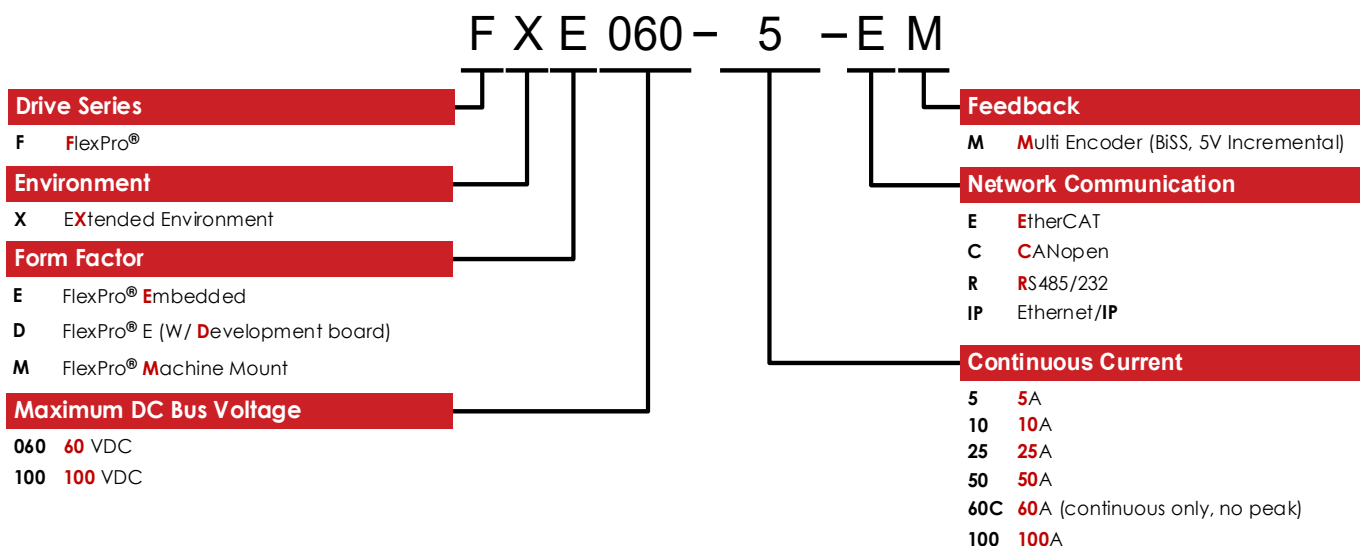 F X E 060 – 5 – E M
Drive Series
F FlexPro®
Environment
X EXtended Environment
Form Factor
E FlexPro® Embedded
D FlexPro® E (W/ Development board)
M FlexPro® Machine Mount
Maximum DC Bus Voltage
060 60 VDC
100 100 VDC
Feedback
M Multi Encoder (BiSS, 5V Incremental)
Network Communication
E EtherCAT
C CANopen
R RS485/232
IP Ethernet/IP
Continuous Current
5 5A
10 10A
25 25A
50 50A
60C 60A (continuous only, no peak)
100 100A